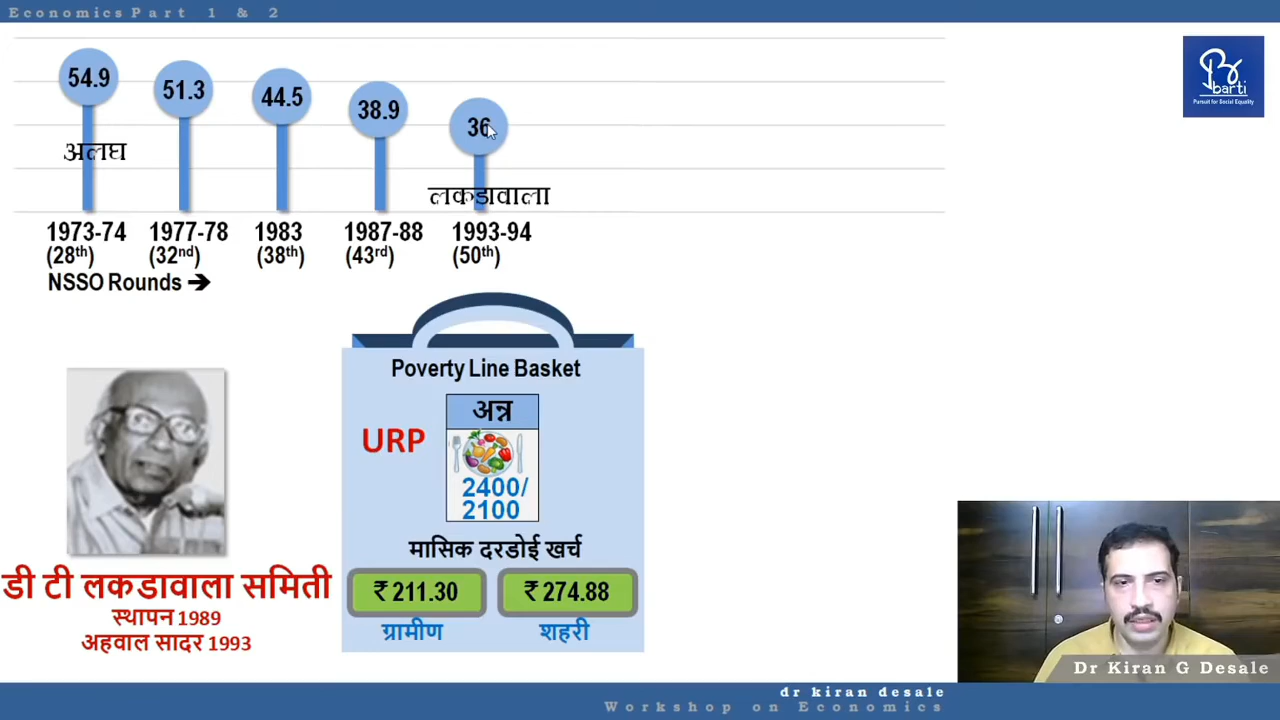 Economics Part 1 & 2
barti
Pursuit for Social Equality
54.9 51.3 44.5 38.9 36
अलघ
लकडावाला
1973-74 1977-78 1983 1987-88 1993-94
(28th) (32nd) (38th) (43rd) (50th)
NSSO Rounds ➔
Poverty Line Basket
अन्न
URP
2400/
2100
मासिक दरडोई खर्च
₹ 211.30 ₹ 274.88
ग्रामीण शहरी
डी टी लकडावाला समिती
स्थापन 1989
अहवाल सादर 1993
Dr Kiran G Desale
dr kiran desale
Workshop on Economics